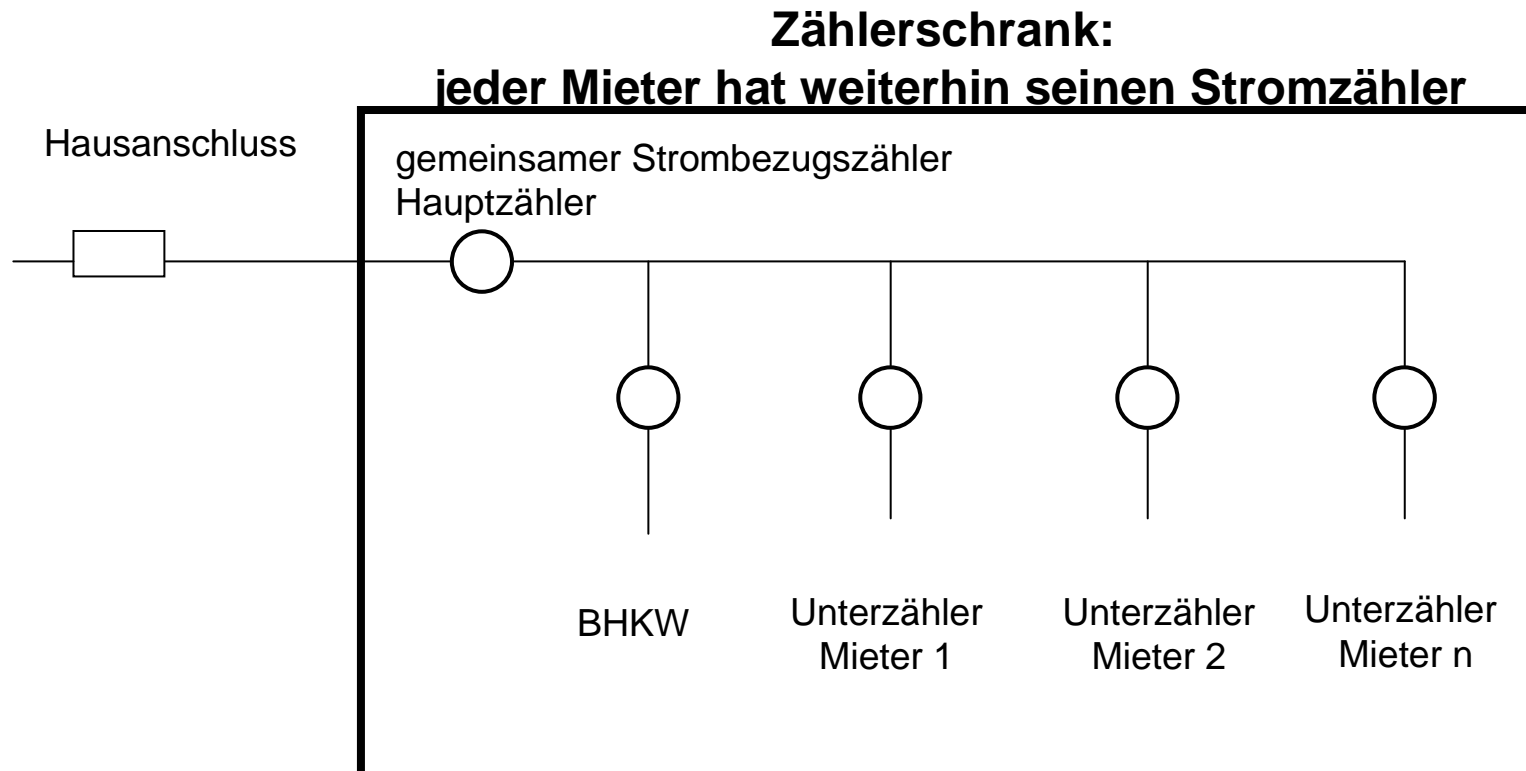 Zählerschrank:
jeder Mieter hat weiterhin seinen Stromzähler
Hausanschluss
gemeinsamer Strombezugszähler
Hauptzähler
BHKW
Unterzähler
Mieter 1
Unterzähler
Mieter 2
Unterzähler
Mieter n